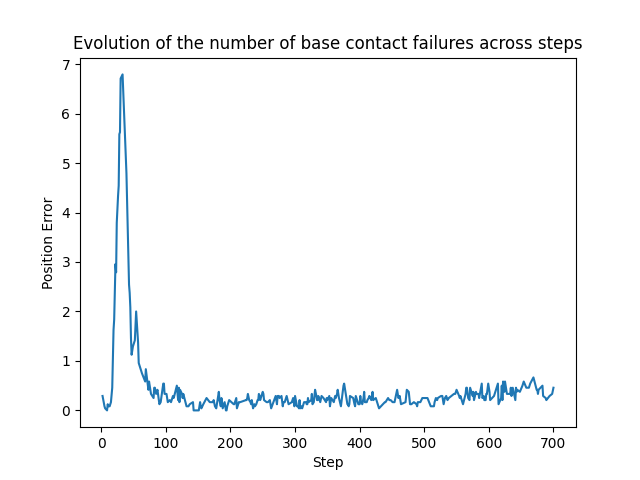 Evolution of the number of base contact failures across steps
7
6
5
4
3
2
1
0
Position Error
0 100 200 300 400 500 600 700
Step